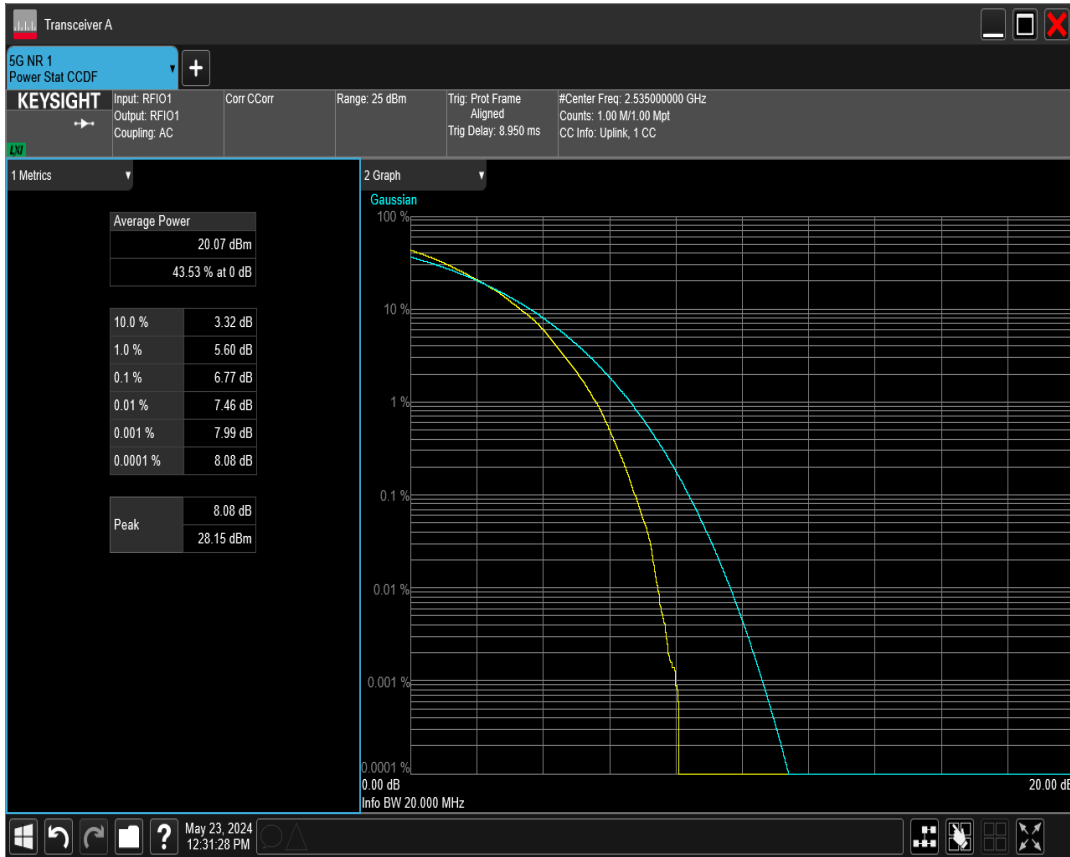 Transceiver A
5G NR 1
Power Stat CCDF
+
KEYSIGHT
LXI
Input: RFIO1
Output: RFIO1
Coupling: AC
Corr CCorr
Range: 25 dBm
Trig: Prot Frame
Aligned
Trig Delay: 8.950 ms
#Center Freq: 2.535000000 GHz
Counts: 1.00 M/1.00 Mpt
CC Info: Uplink, 1 CC
1 Metrics
Average Power
20.07 dBm
43.53 % at 0 dB
10.0 % 3.32 dB
1.0 % 5.60 dB
0.1 % 6.77 dB
0.01 % 7.46 dB
0.001 % 7.99 dB
0.0001 % 8.08 dB
Peak
8.08 dB
28.15 dBm
2 Graph
Gaussian
100 %
10 %
1 %
0.1 %
0.01 %
0.001 %
0.0001 %
0.00 dB
20.00 dB
Info BW 20.000 MHz
?
May 23, 2024
12:31:28 PM